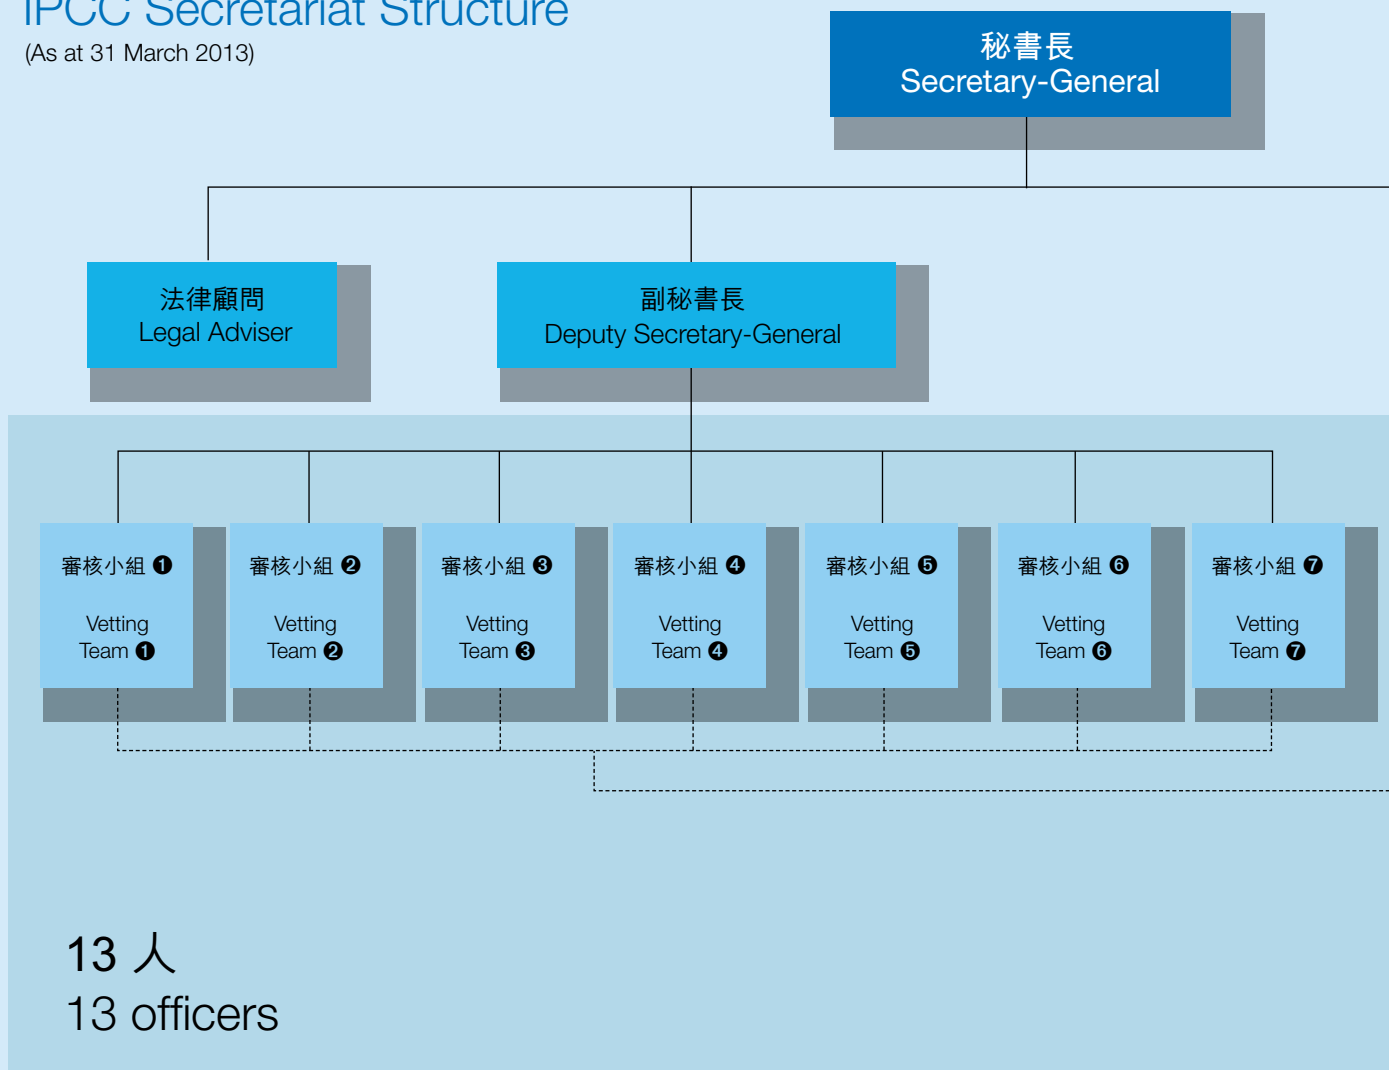 IPCC Secretariat Structure
(As at 31 March 2013)
秘書長
Secretary-General
法律顧問
Legal Adviser
副秘書長
Deputy Secretary-General
審核小組 ❶
Vetting
Team ❶
審核小組 ❷
Vetting
Team ❷
審核小組 ❸
Vetting
Team ❸
審核小組 ❹
Vetting
Team ❹
審核小組 ❺
Vetting
Team ❺
審核小組 ❻
Vetting
Team ❻
審核小組 ❼
Vetting
Team ❼
13 人
13 officers